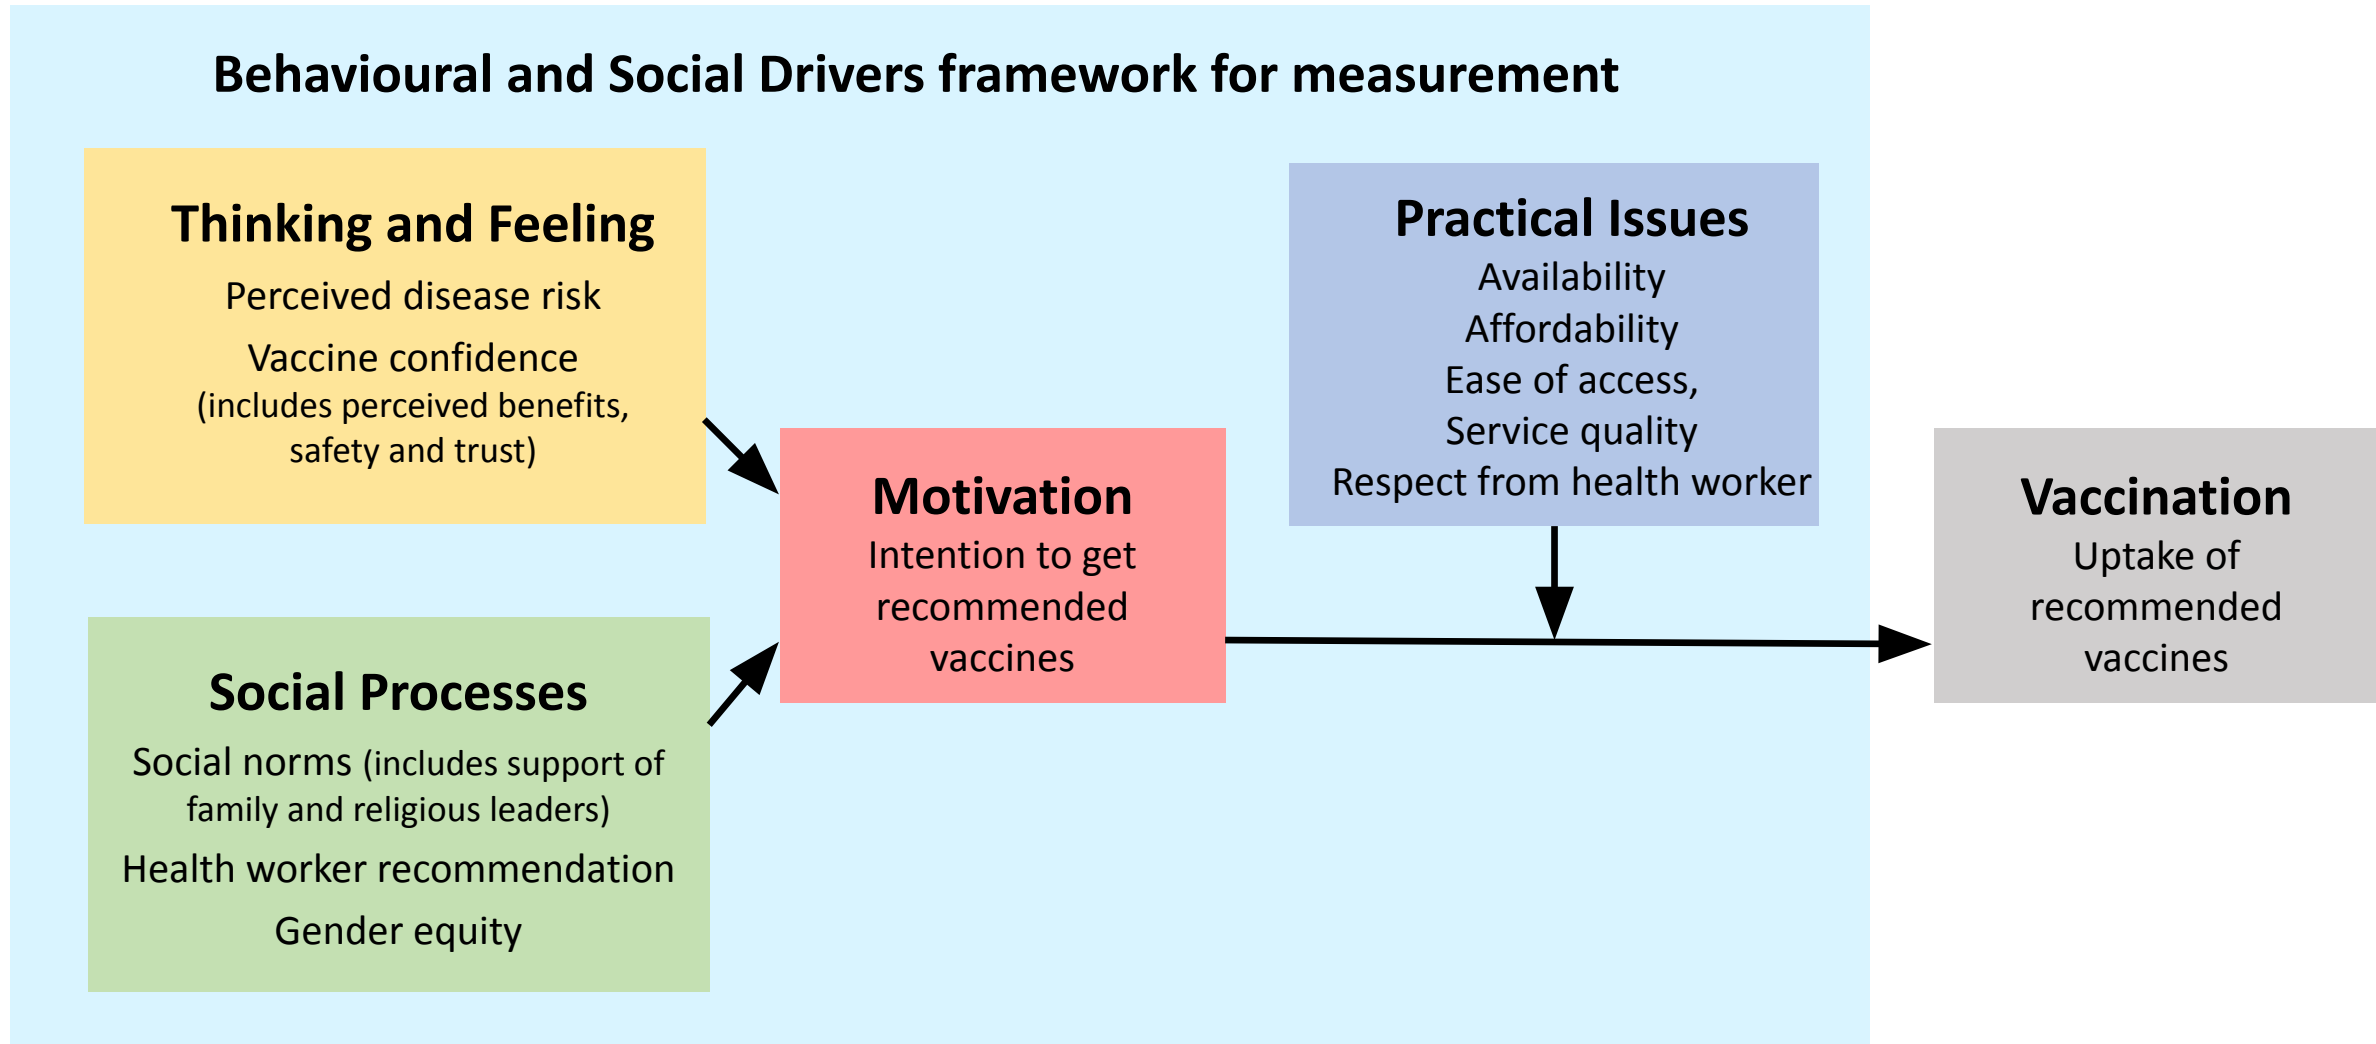 Behavioural and Social Drivers framework for measurement
Thinking and Feeling
Perceived disease risk
Vaccine confidence
(includes perceived benefits,
safety and trust)
Social Processes
Social norms (includes support of
family and religious leaders)
Health worker recommendation
Gender equity
Motivation
Intention to get
recommended
vaccines
Practical Issues
Availability
Affordability
Ease of access,
Service quality
Respect from health worker
Vaccination
Uptake of
recommended
vaccines